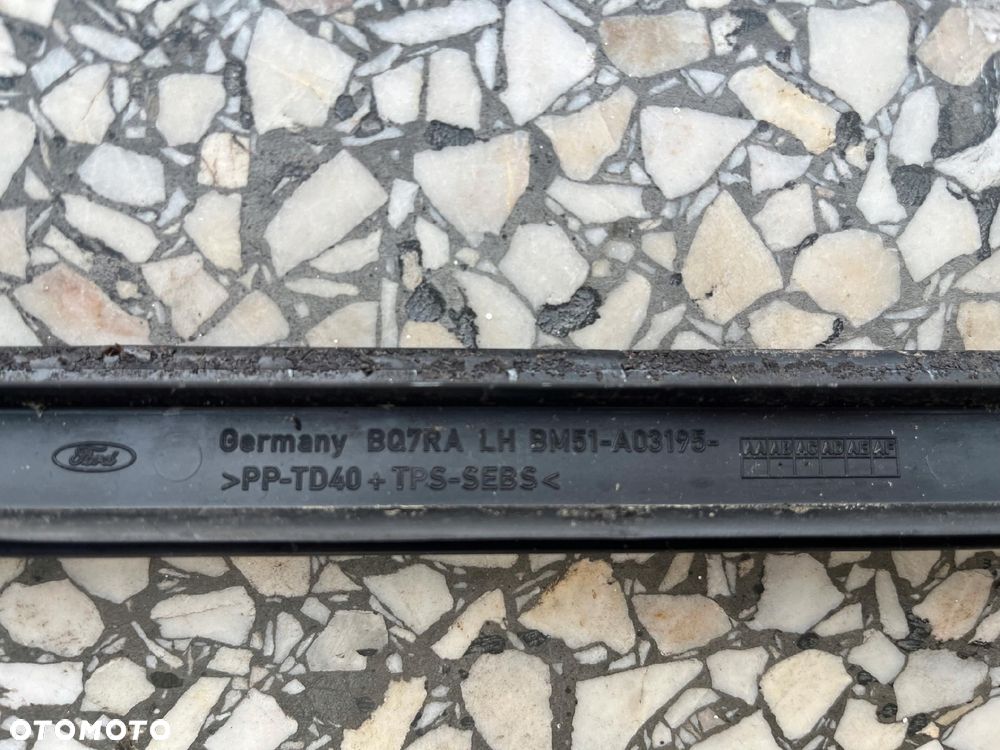 Ford
Germany BQ7RA LH BM51-A03195-
>PP-TD40+TPS-SEBS<
AA AB AC AD AE AF
OTOMOTO